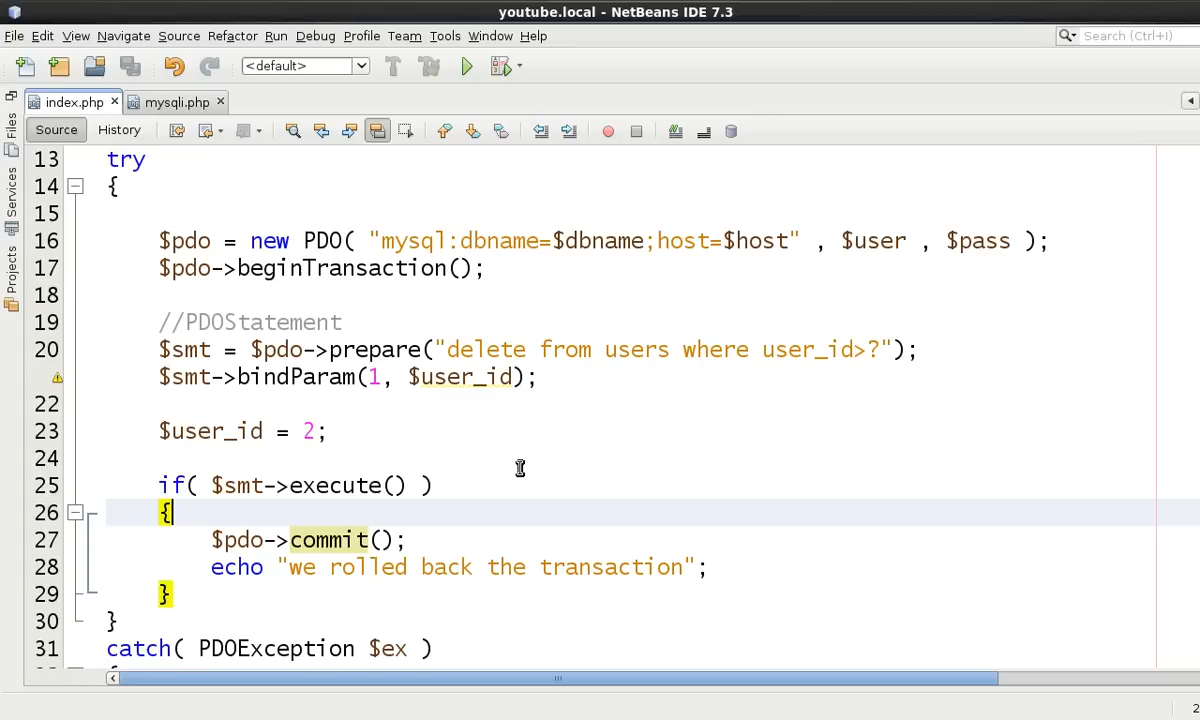 youtube.local - NetBeans IDE 7.3
File Edit View Navigate Source Refactor Run Debug Profile Team Tools Window Help
Search (Ctrl+I)
<default>
index.php mysqli.php
Source History
Files
Services
Projects
13 try
14 {
15
16 $pdo = new PDO( "mysql:dbname=$dbname;host=$host" , $user , $pass );
17 $pdo->beginTransaction();
18
19 //PDOStatement
20 $smt = $pdo->prepare("delete from users where user_id>?");
$smt->bindParam(1, $user_id);
22
23 $user_id = 2;
24
25 if( $smt->execute() )
26 {
27 $pdo->commit();
28 echo "we rolled back the transaction";
29 }
30 }
31 catch( PDOException $ex )